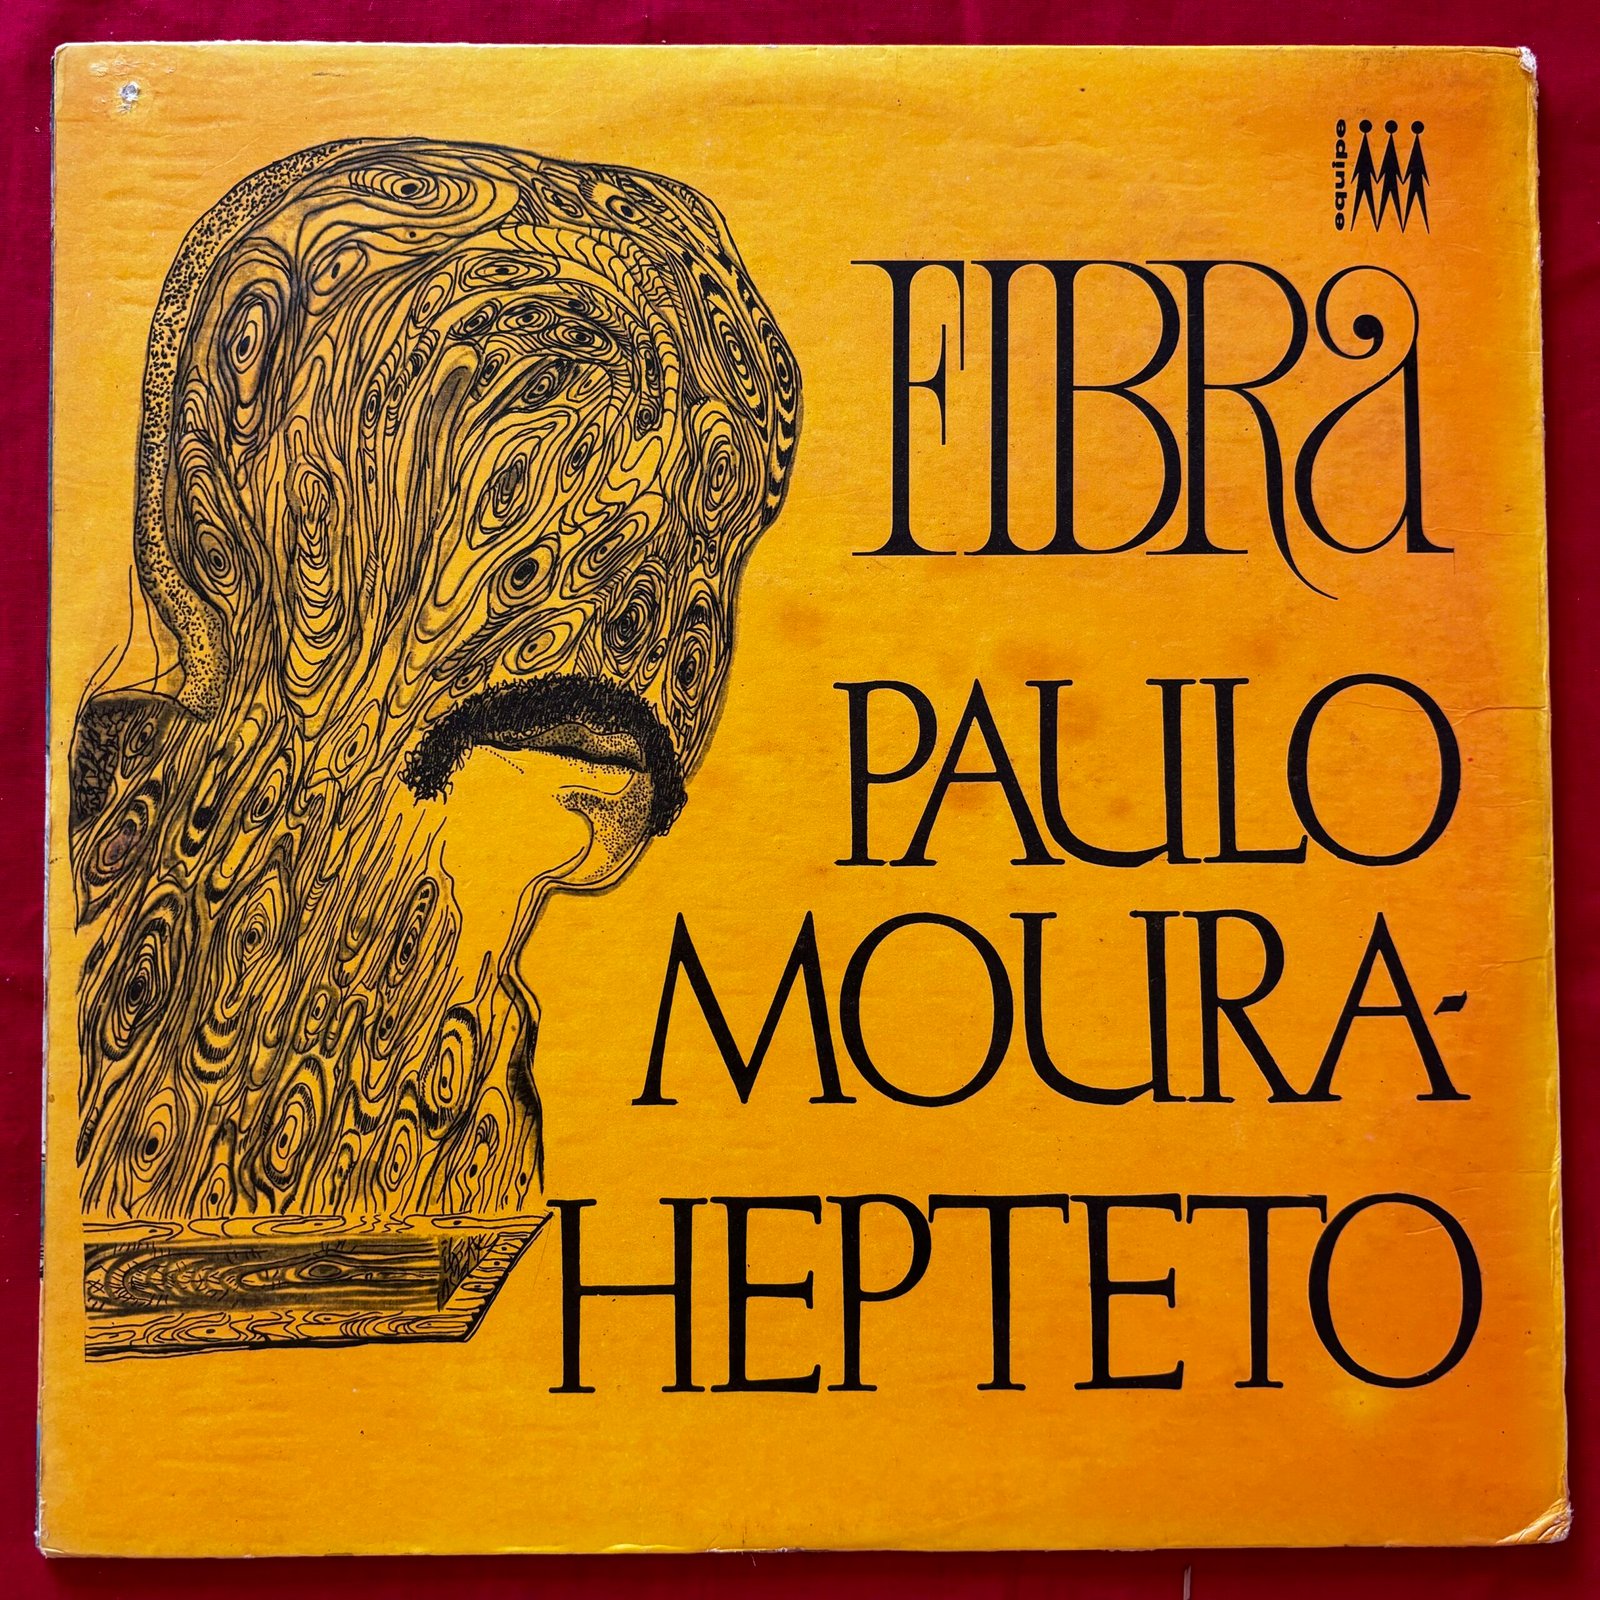 equipe
FIBRa
PAULO
MOURA-
HEPTETO